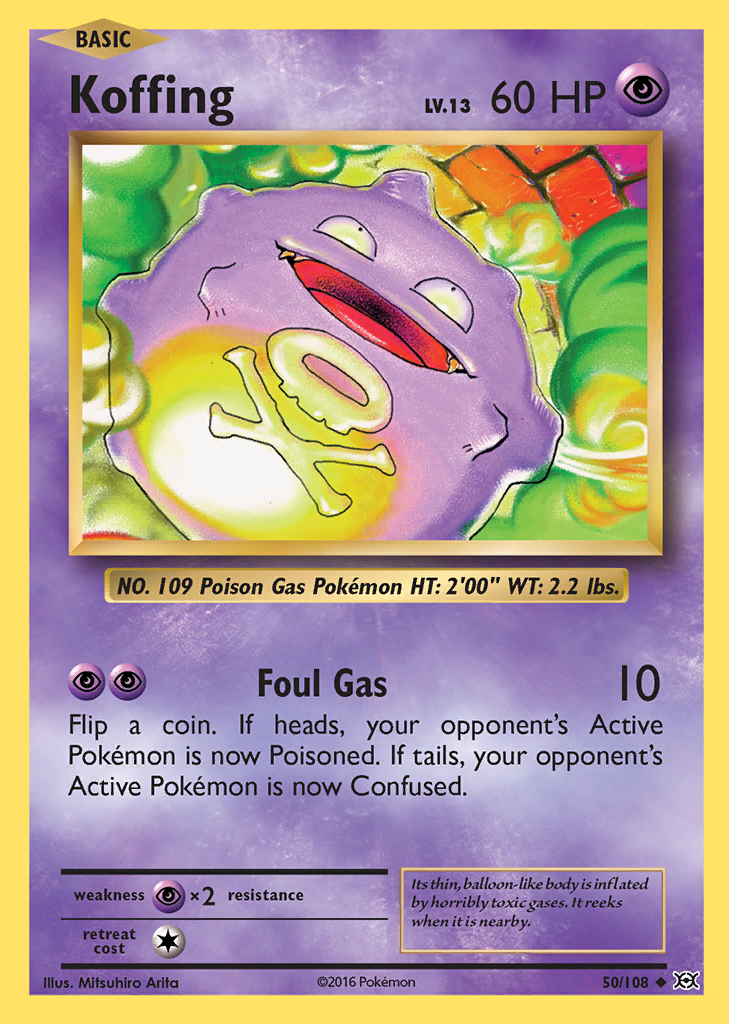 BASIC
Koffing
LV.13 60 HP
NO. 109 Poison Gas Pokémon HT: 2'00" WT: 2.2 lbs.
Foul Gas 10
Flip a coin. If heads, your opponent's Active
Pokémon is now Poisoned. If tails, your opponent's
Active Pokémon is now Confused.
weakness ×2 resistance
retreat
cost
Its thin, balloon-like body is inflated
by horribly toxic gases. It reeks
when it is nearby.
Illus. Mitsuhiro Arita ©2016 Pokémon 50/108